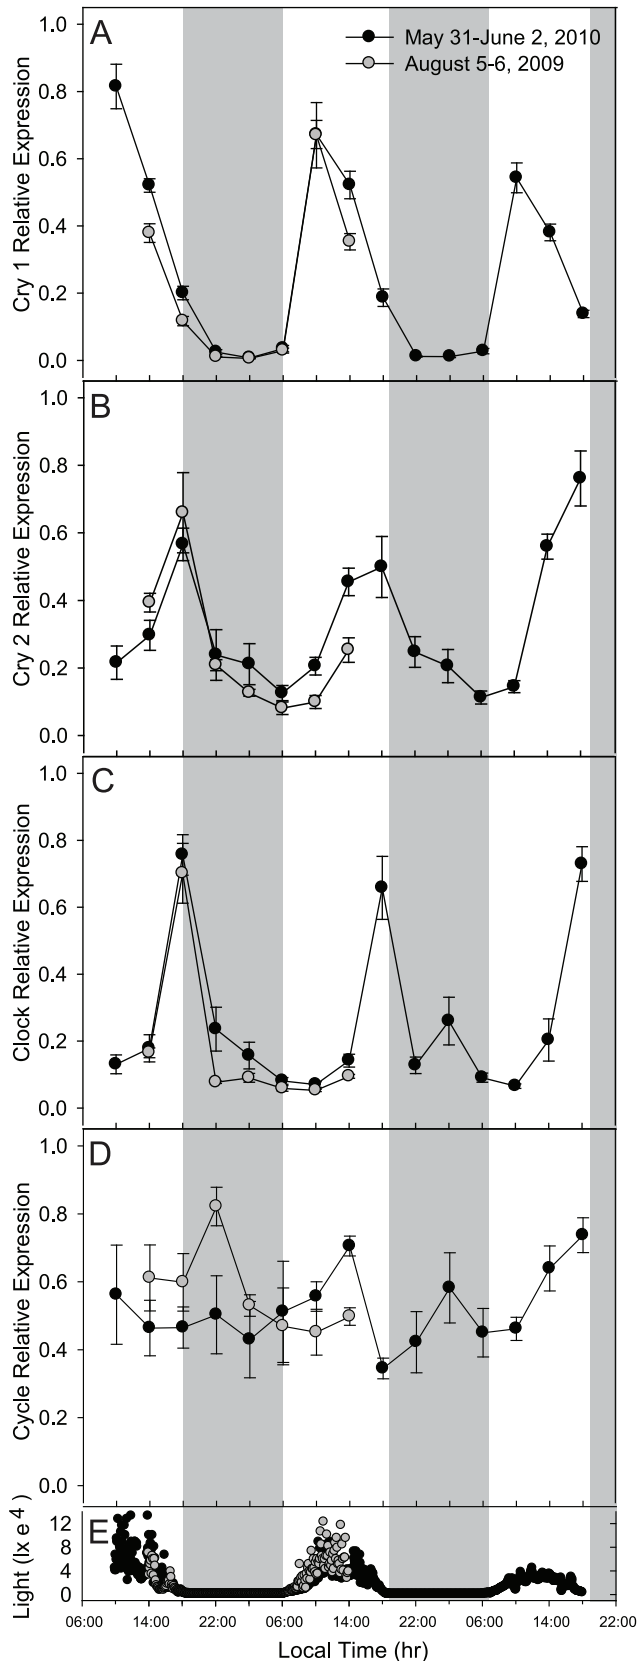 A
May 31-June 2, 2010
August 5-6, 2009
Cry 1 Relative Expression
1.0
0.8
0.6
0.4
0.2
0.0
B
Cry 2 Relative Expression
1.0
0.8
0.6
0.4
0.2
0.0
C
Clock Relative Expression
1.0
0.8
0.6
0.4
0.2
0.0
D
Cycle Relative Expression
1.0
0.8
0.6
0.4
0.2
0.0
E
Light (lx e⁴)
12
8
4
0
06:00 14:00 22:00 06:00 14:00 22:00 06:00 14:00 22:00
Local Time (hr)